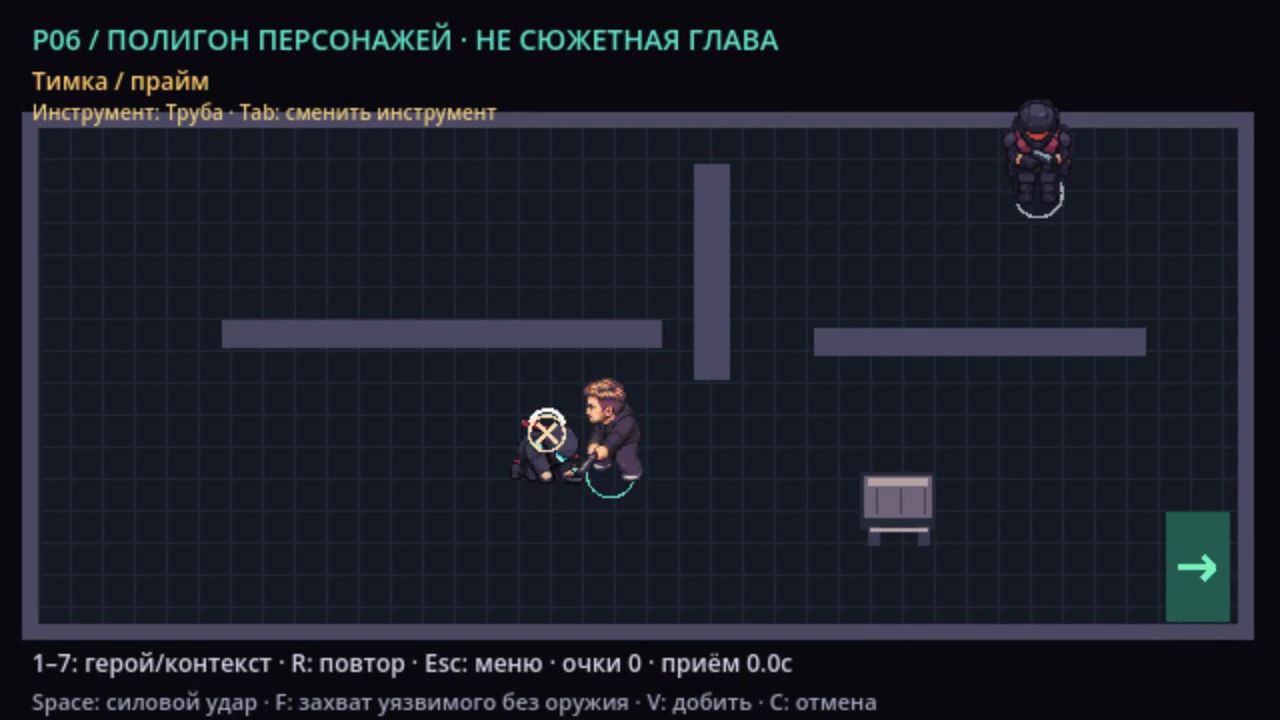 P06 / ПОЛИГОН ПЕРСОНАЖЕЙ · НЕ СЮЖЕТНАЯ ГЛАВА
Тимка / прайм
Инструмент: Труба · Tab: сменить инструмент
→
1–7: герой/контекст · R: повтор · Esc: меню · очки 0 · приём 0.0с
Space: силовой удар · F: захват уязвимого без оружия · V: добить · C: отмена